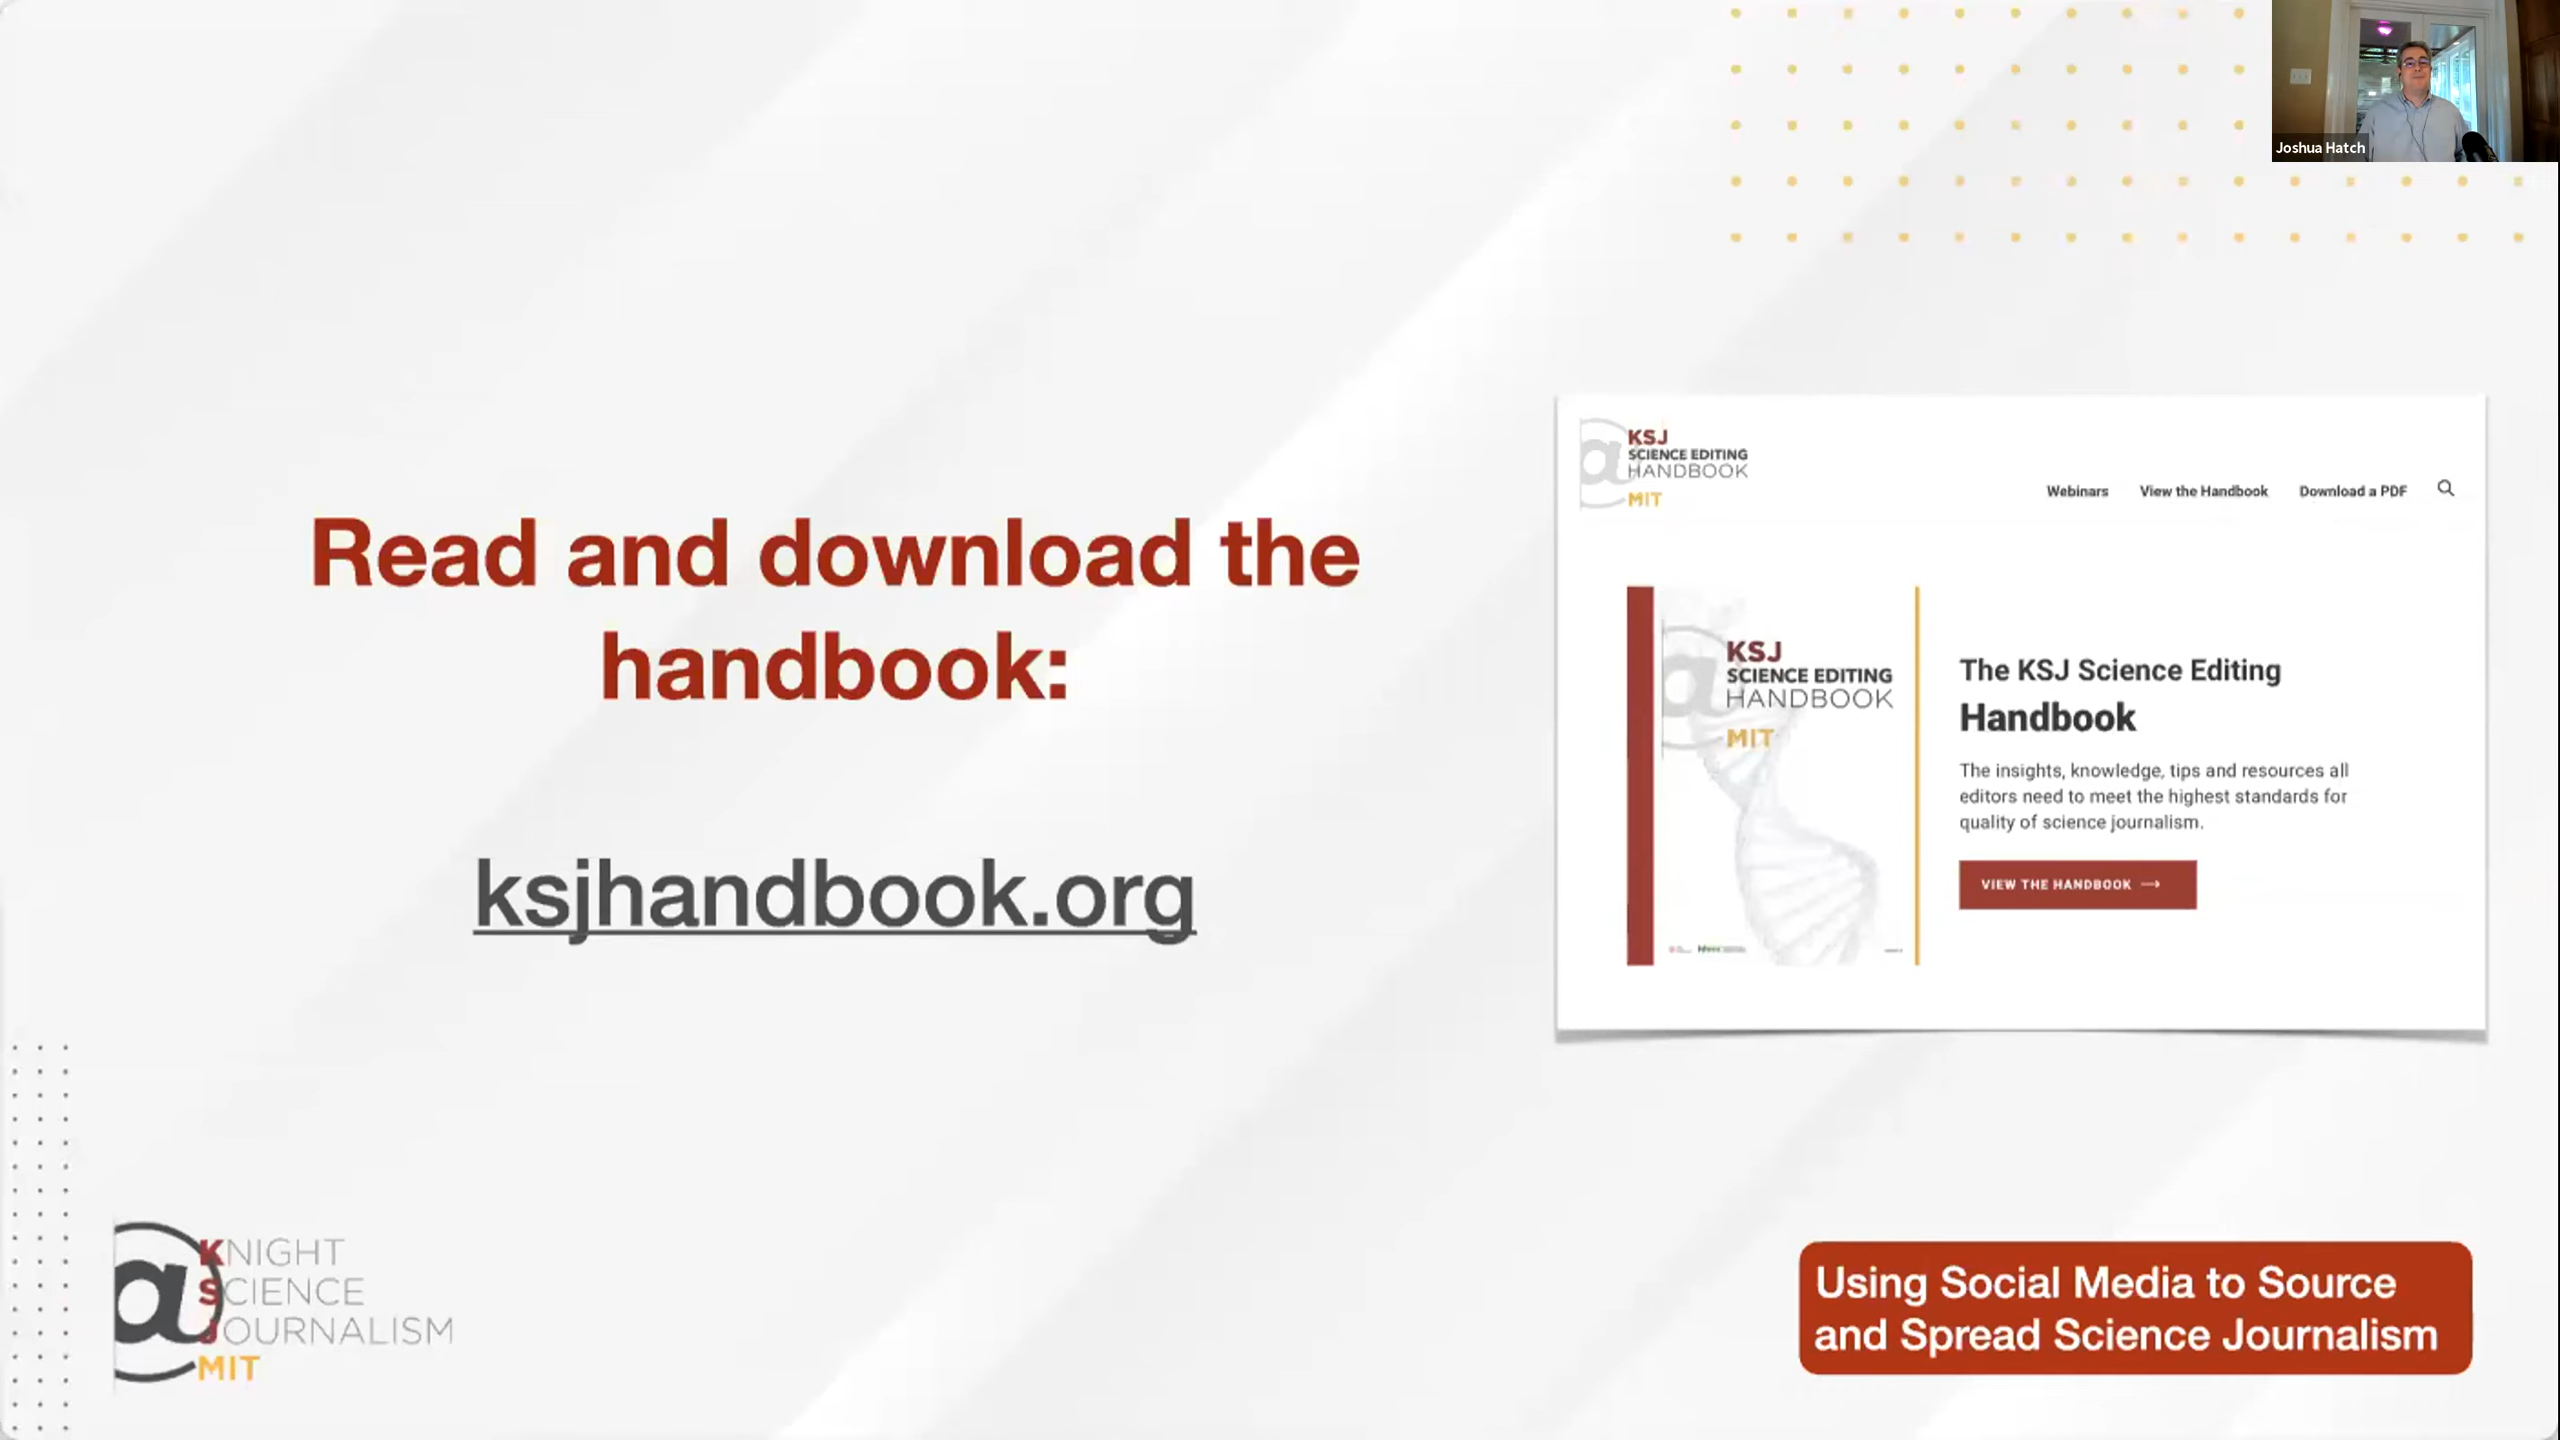 Joshua Hatch
Read and download the
handbook:
ksjhandbook.org
KSJ
SCIENCE EDITING
HANDBOOK
MIT
Webinars
View the Handbook
Download a PDF
KSJ
SCIENCE EDITING
HANDBOOK
MIT
The KSJ Science Editing
Handbook
The insights, knowledge, tips and resources all
editors need to meet the highest standards for
quality of science journalism.
VIEW THE HANDBOOK →
@
KNIGHT
SCIENCE
JOURNALISM
MIT
Using Social Media to Source
and Spread Science Journalism